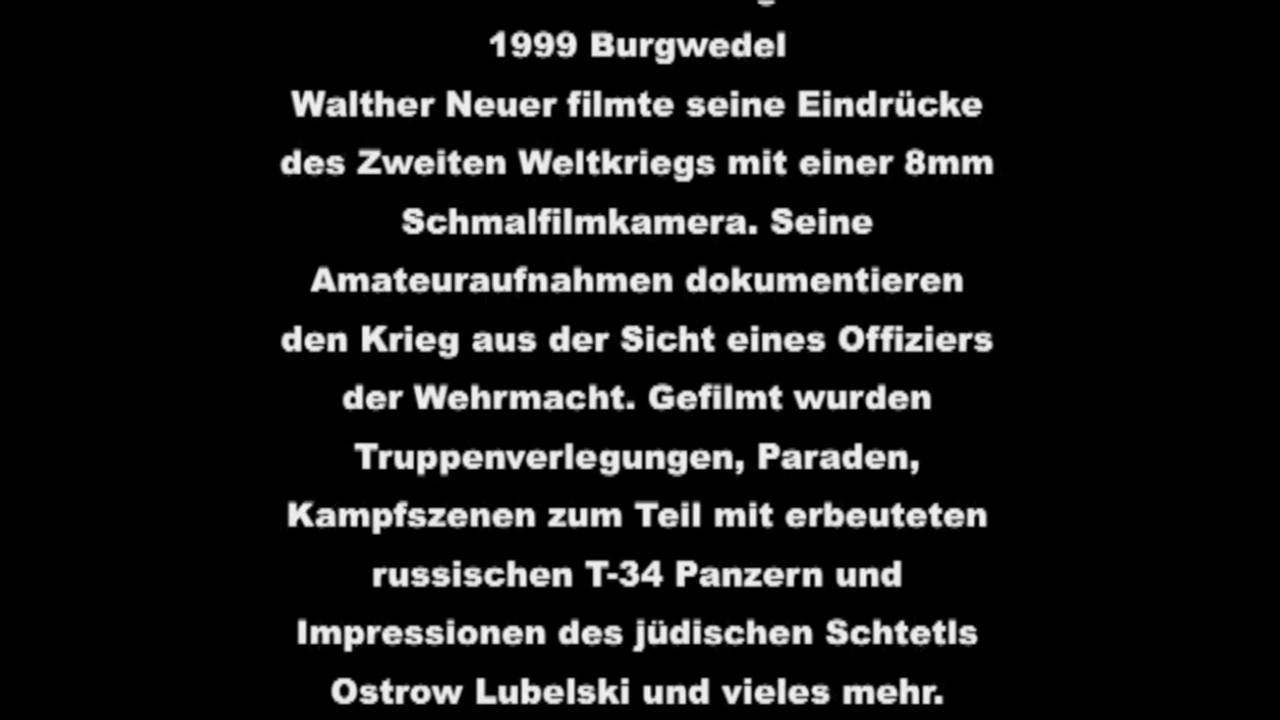 1999 Burgwedel
Walther Neuer filmte seine Eindrücke
des Zweiten Weltkriegs mit einer 8mm
Schmalfilmkamera. Seine
Amateuraufnahmen dokumentieren
den Krieg aus der Sicht eines Offiziers
der Wehrmacht. Gefilmt wurden
Truppenverlegungen, Paraden,
Kampfszenen zum Teil mit erbeuteten
russischen T-34 Panzern und
Impressionen des jüdischen Schtetls
Ostrow Lubelski und vieles mehr.